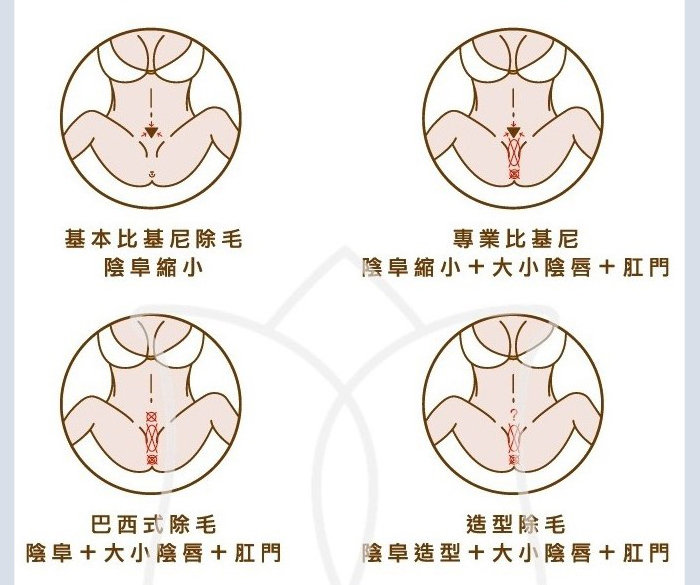 基本比基尼除毛
陰阜縮小
專業比基尼
陰阜縮小＋大小陰唇＋肛門
?
巴西式除毛
陰阜＋大小陰唇＋肛門
造型除毛
陰阜造型＋大小陰唇＋肛門